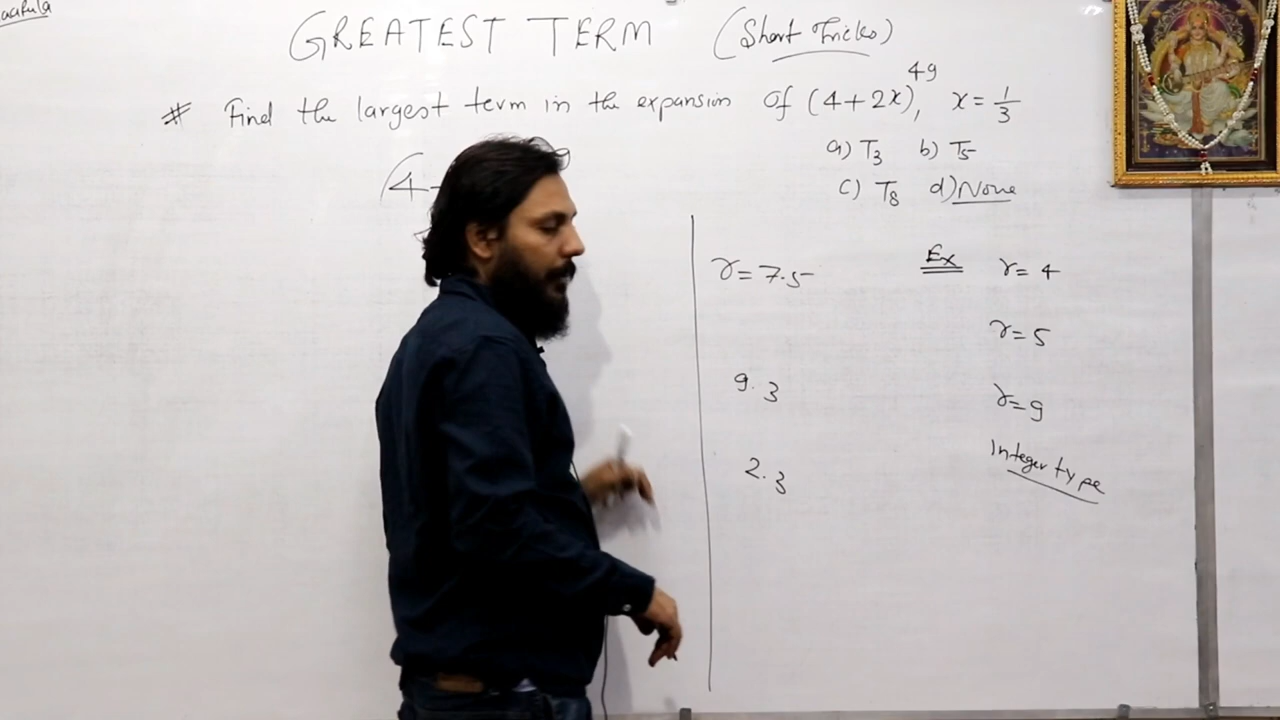 GREATEST TERM (Short Tricks)
# Find the largest term in the expansion of (4+2x)⁴⁹, x = 1/3
a) T₃ b) T₅
c) T₈ d) None
(4
r = 7.5
Ex r = 4
r = 5
9.3
r = 9
2.3
Integer type